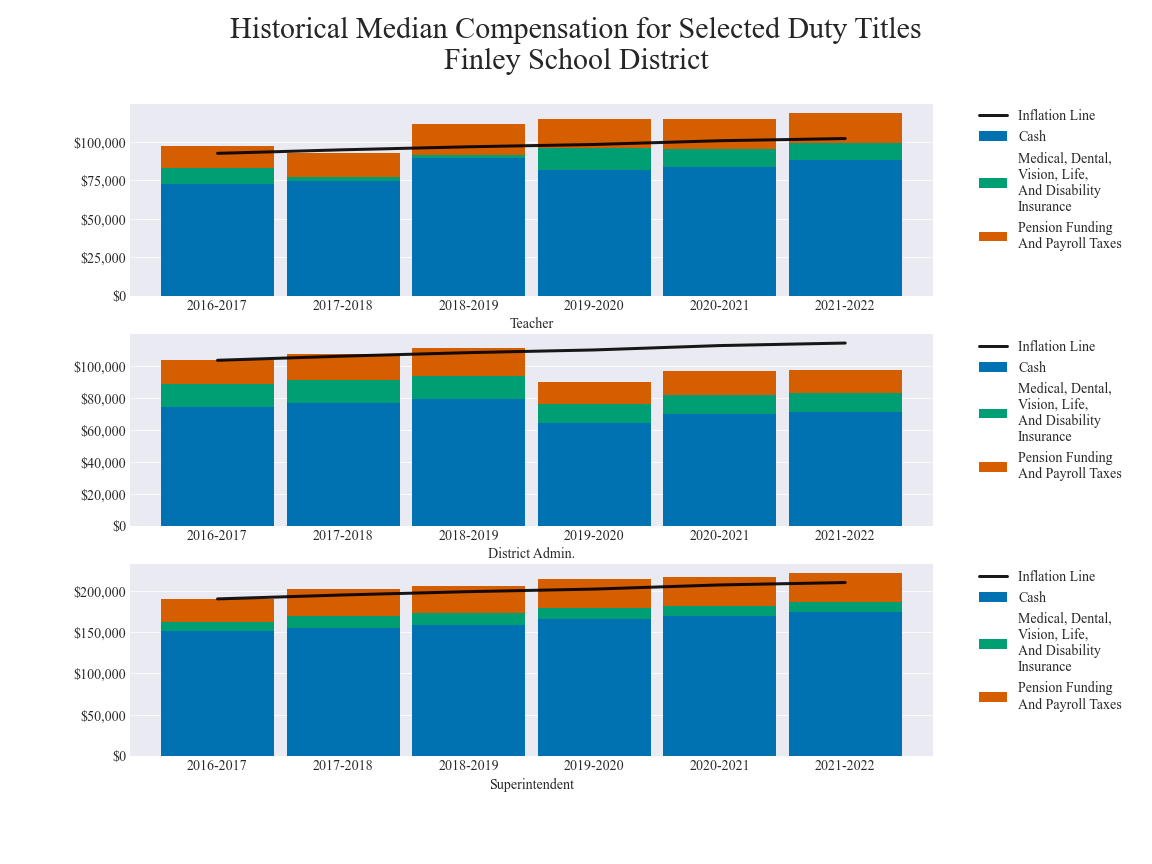 Historical Median Compensation for Selected Duty Titles
Finley School District
$100,000
$75,000
$50,000
$25,000
$0
2016-2017 2017-2018 2018-2019 2019-2020 2020-2021 2021-2022
Teacher
Inflation Line
Cash
Medical, Dental,
Vision, Life,
And Disability
Insurance
Pension Funding
And Payroll Taxes
$100,000
$80,000
$60,000
$40,000
$20,000
$0
2016-2017 2017-2018 2018-2019 2019-2020 2020-2021 2021-2022
District Admin.
Inflation Line
Cash
Medical, Dental,
Vision, Life,
And Disability
Insurance
Pension Funding
And Payroll Taxes
$200,000
$150,000
$100,000
$50,000
$0
2016-2017 2017-2018 2018-2019 2019-2020 2020-2021 2021-2022
Superintendent
Inflation Line
Cash
Medical, Dental,
Vision, Life,
And Disability
Insurance
Pension Funding
And Payroll Taxes